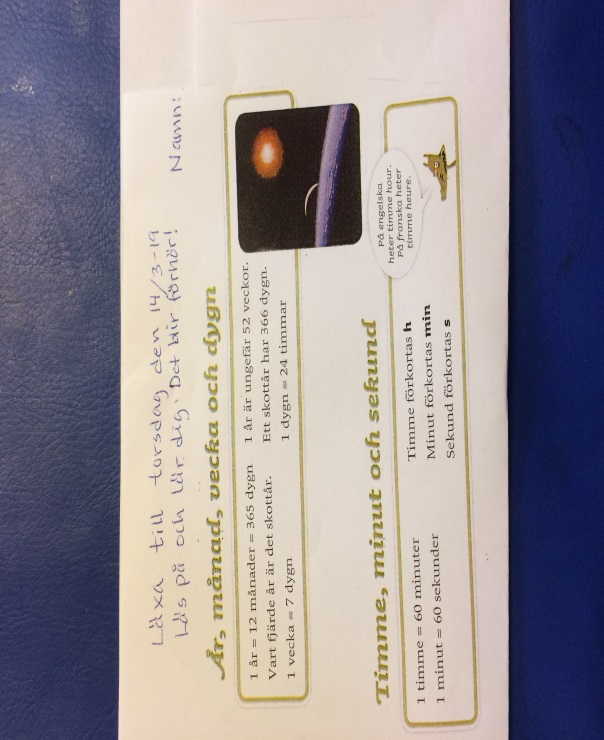 Läxa till torsdag den 14/3-19
Läs på och lär dig. Det blir förhör!
Namn:
År, månad, vecka och dygn
1 år = 12 månader = 365 dygn
Vart fjärde år är det skottår.
1 vecka = 7 dygn
1 år är ungefär 52 veckor.
Ett skottår har 366 dygn.
1 dygn = 24 timmar
Timme, minut och sekund
1 timme = 60 minuter
1 minut = 60 sekunder
Timme förkortas h
Minut förkortas min
Sekund förkortas s
På engelska
heter timme hour.
På franska heter
timme heure.